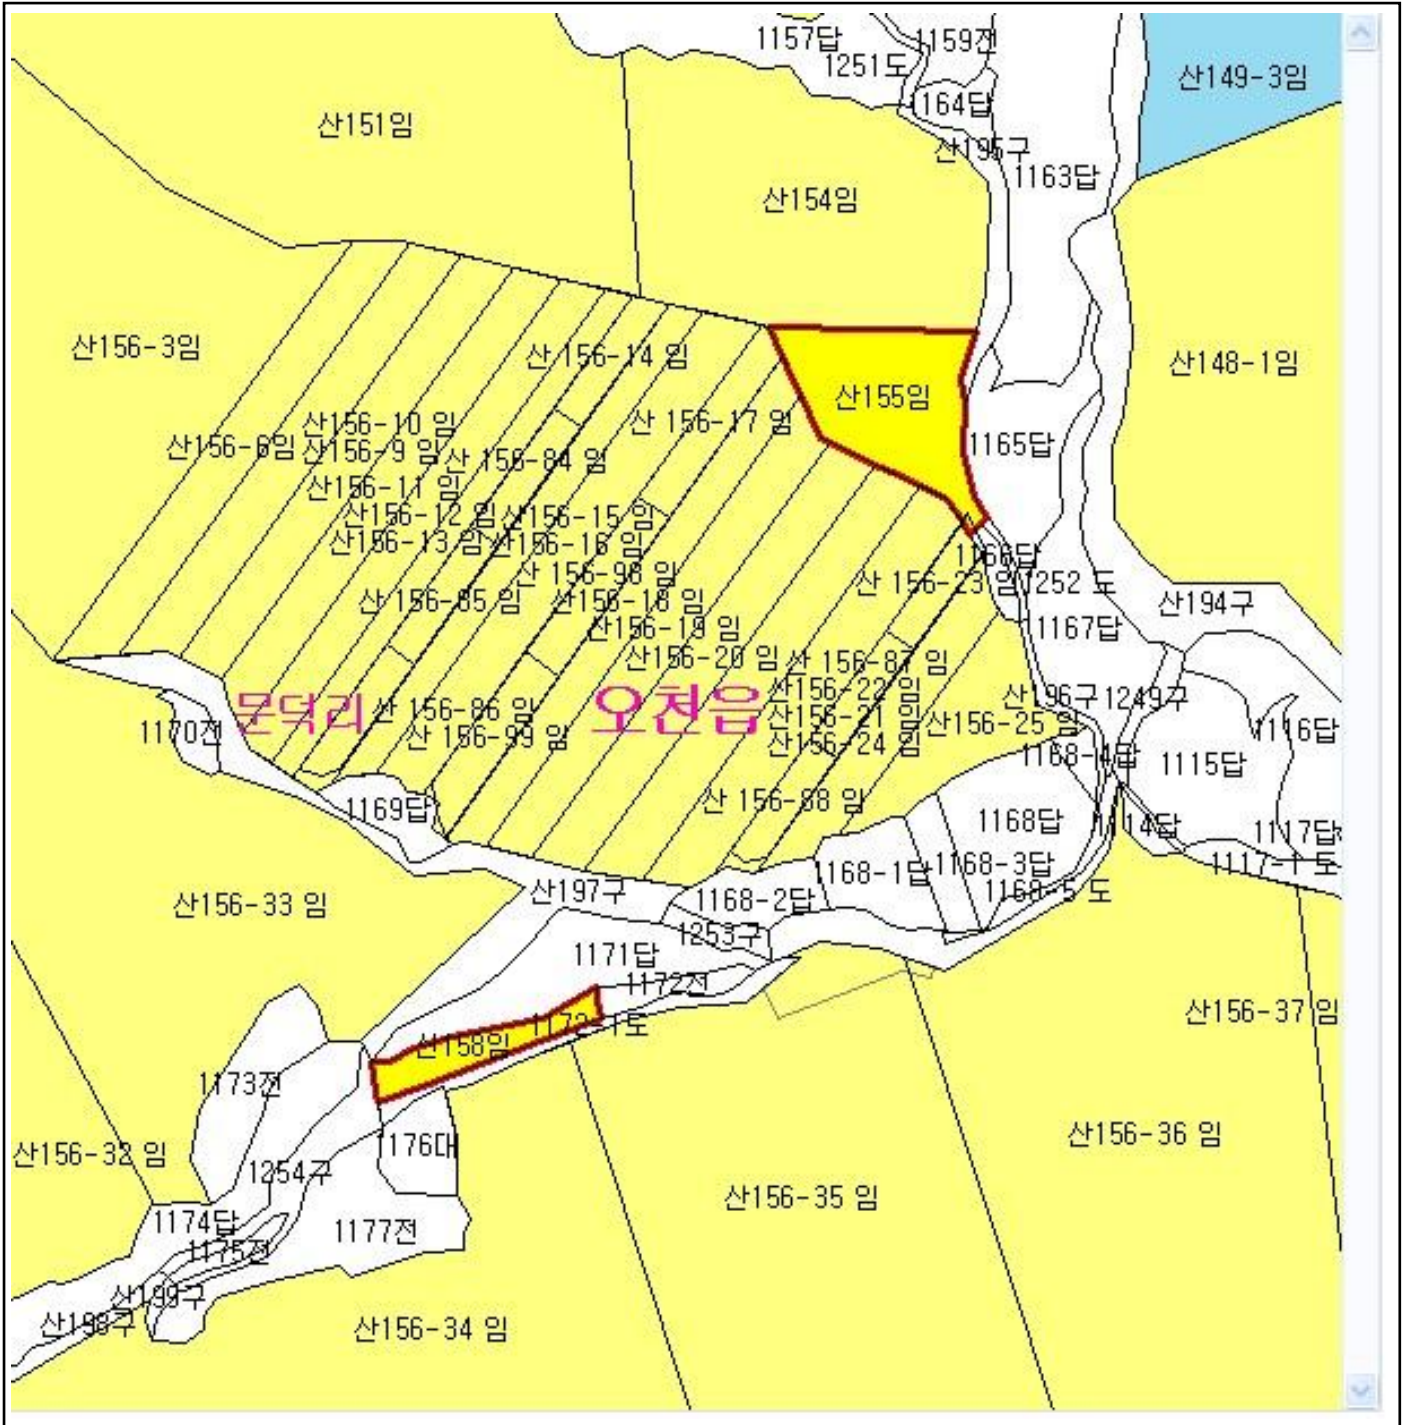 1157답
1159전
1251도
산149-3임
1164답
산151임
산195구
1163답
산154임
산156-3임
산 156-14 임
산148-1임
산155임
산156-10 임
산 156-17 임
산156-6임
산156-9 임
산 156-84 임
1165답
산156-11 임
산156-12 임
산156-15 임
산156-13 임
산156-16 임
1166답
산 156-98 임
산 156-23 임
1252 도
산 156-85 임
산156-18 임
산194구
산156-19 임
1167답
산156-20 임
산 156-87 임
산156-22 임
산196구
1249구
문덕리
산 156-86 임
오천읍
산156-21 임
산156-25 임
1170전
산 156-99 임
산156-24 임
1116답
1168-4답
1115답
1169답
산 156-88 임
1168답
1114답
1117답
1168-1답
1168-3답
1117-1도
산156-33 임
산197구
1168-2답
1168-5 도
1253구
1171답
1172전
산156-37 임
1172-1도
산158임
1173전
산156-32 임
1176대
산156-36 임
1254구
산156-35 임
1174답
1177전
1175전
산199구
산198구
산156-34 임